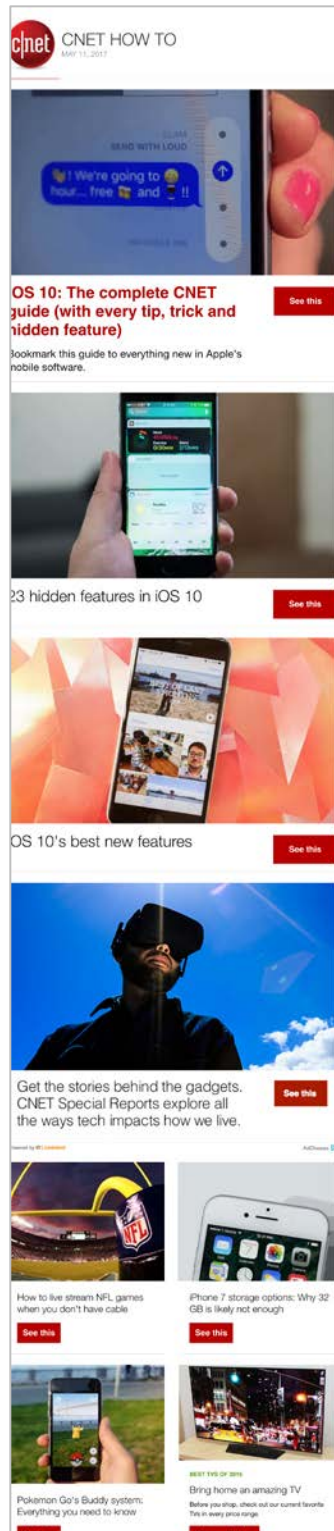 c|net
CNET HOW TO
MAY 11, 2017
SLAM
SEND WITH LOUD
! We're going to
hour... free and !!
INVISIBLE INK
OS 10: The complete CNET
guide (with every tip, trick and
hidden feature)
See this
Bookmark this guide to everything new in Apple's
mobile software.
23 hidden features in iOS 10
See this
OS 10's best new features
See this
Get the stories behind the gadgets.
CNET Special Reports explore all
the ways tech impacts how we live.
See this
Powered by
AdChoices
NFL
How to live stream NFL games
when you don't have cable
See this
iPhone 7 storage options: Why 32
GB is likely not enough
See this
Pokemon Go's Buddy system:
Everything you need to know
BEST TVS OF 2016
Bring home an amazing TV
Before you shop, check out our current favorite
TVs in every price range